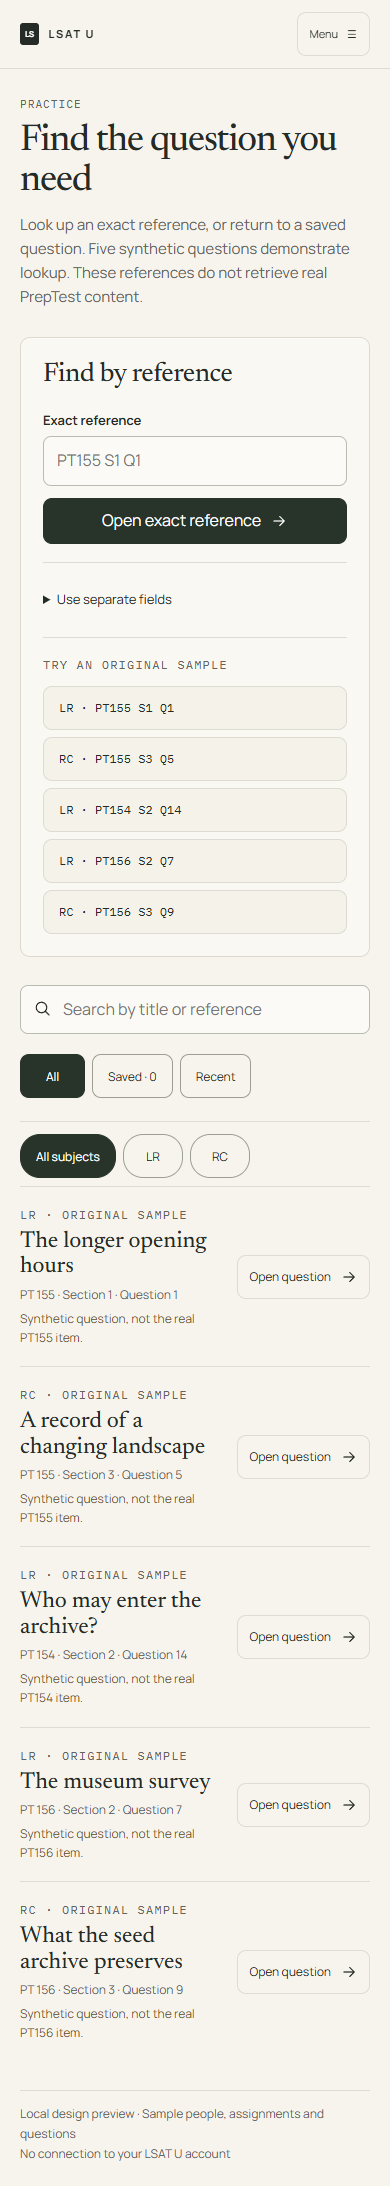 LS LSAT U
Menu ☰
PRACTICE
Find the question you
need
Look up an exact reference, or return to a saved
question. Five synthetic questions demonstrate
lookup. These references do not retrieve real
PrepTest content.
Find by reference
Exact reference
PT155 S1 Q1
Open exact reference →
▶ Use separate fields
TRY AN ORIGINAL SAMPLE
LR · PT155 S1 Q1
RC · PT155 S3 Q5
LR · PT154 S2 Q14
LR · PT156 S2 Q7
RC · PT156 S3 Q9
Search by title or reference
All
Saved · 0
Recent
All subjects
LR
RC
LR · ORIGINAL SAMPLE
The longer opening
hours
PT 155 · Section 1 · Question 1
Synthetic question, not the real
PT155 item.
Open question →
RC · ORIGINAL SAMPLE
A record of a
changing landscape
PT 155 · Section 3 · Question 5
Synthetic question, not the real
PT155 item.
Open question →
LR · ORIGINAL SAMPLE
Who may enter the
archive?
PT 154 · Section 2 · Question 14
Synthetic question, not the real
PT154 item.
Open question →
LR · ORIGINAL SAMPLE
The museum survey
PT 156 · Section 2 · Question 7
Synthetic question, not the real
PT156 item.
Open question →
RC · ORIGINAL SAMPLE
What the seed
archive preserves
PT 156 · Section 3 · Question 9
Synthetic question, not the real
PT156 item.
Open question →
Local design preview · Sample people, assignments and
questions
No connection to your LSAT U account